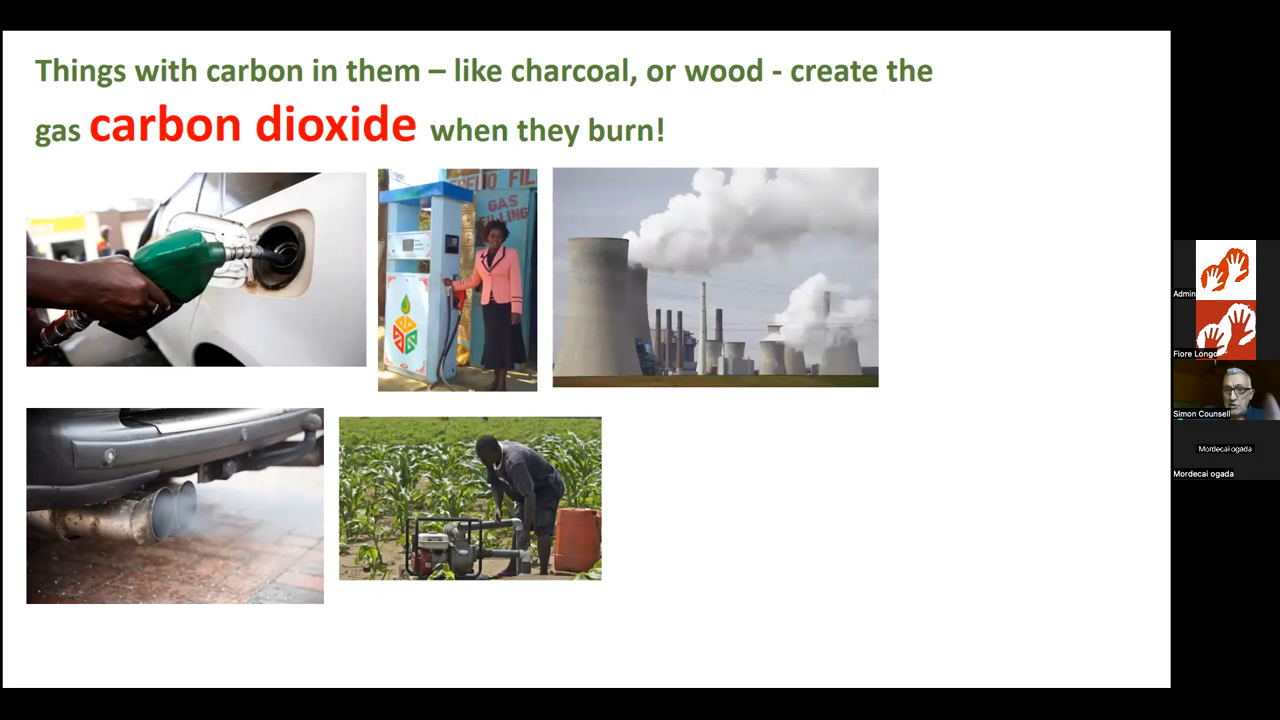 Things with carbon in them – like charcoal, or wood - create the
gas carbon dioxide when they burn!
GAS
FILLING
Admin
Fiore Longo
Simon Counsell
Mordecai ogada
Mordecai ogada